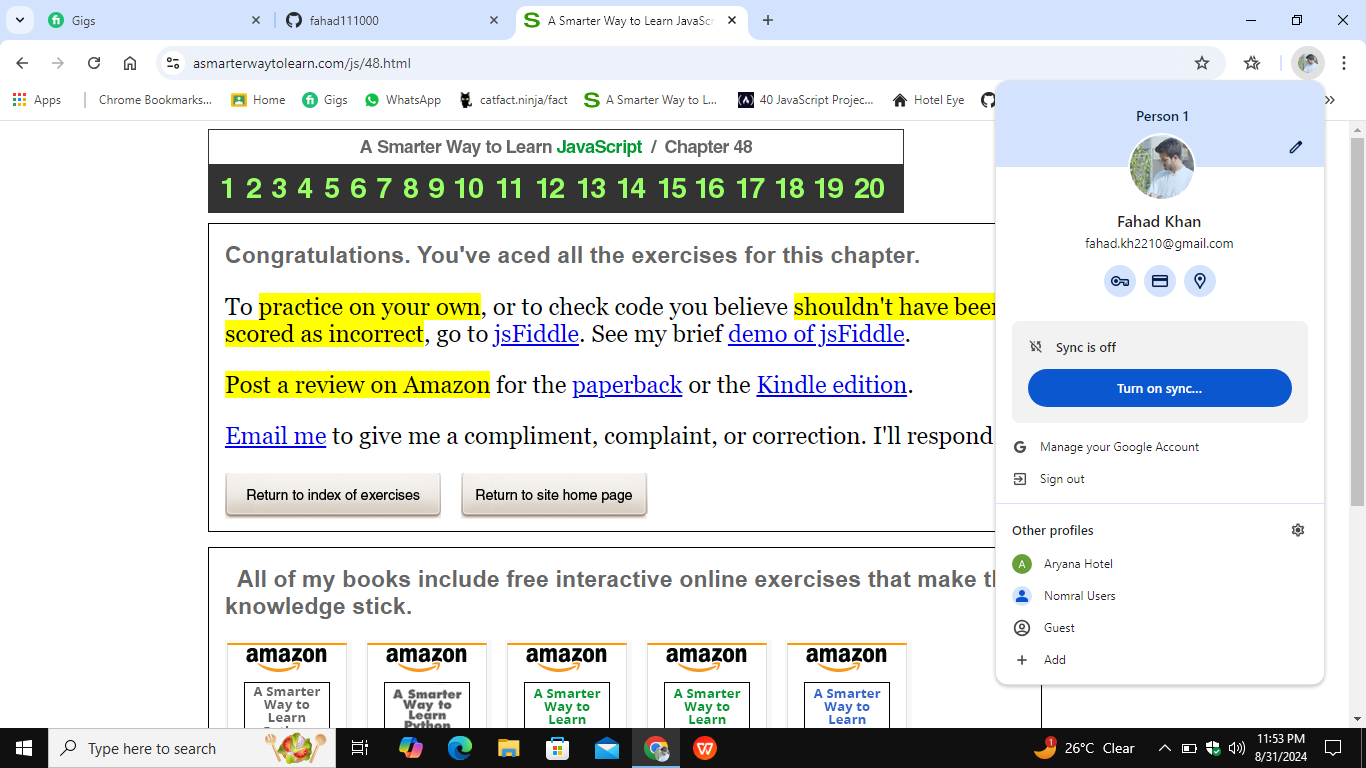 Gigs
fahad111000
A Smarter Way to Learn JavaScr
asmarterwaytolearn.com/js/48.html
Apps
Chrome Bookmarks...
Home
Gigs
WhatsApp
catfact.ninja/fact
A Smarter Way to L...
40 JavaScript Projec...
Hotel Eye
A Smarter Way to Learn JavaScript / Chapter 48
1 2 3 4 5 6 7 8 9 10 11 12 13 14 15 16 17 18 19 20
Congratulations. You've aced all the exercises for this chapter.
To practice on your own, or to check code you believe shouldn't have been
scored as incorrect, go to jsFiddle. See my brief demo of jsFiddle.
Post a review on Amazon for the paperback or the Kindle edition.
Email me to give me a compliment, complaint, or correction. I'll respond
Return to index of exercises
Return to site home page
All of my books include free interactive online exercises that make th
knowledge stick.
amazon
A Smarter
Way to
Learn
Python
amazon
A Smarter
Way to
Learn
Python
amazon
A Smarter
Way to
Learn
amazon
A Smarter
Way to
Learn
amazon
A Smarter
Way to
Learn
Person 1
Fahad Khan
fahad.kh2210@gmail.com
Sync is off
Turn on sync...
Manage your Google Account
Sign out
Other profiles
A
Aryana Hotel
Nomral Users
Guest
Add
Type here to search
1
26°C Clear
11:53 PM
8/31/2024